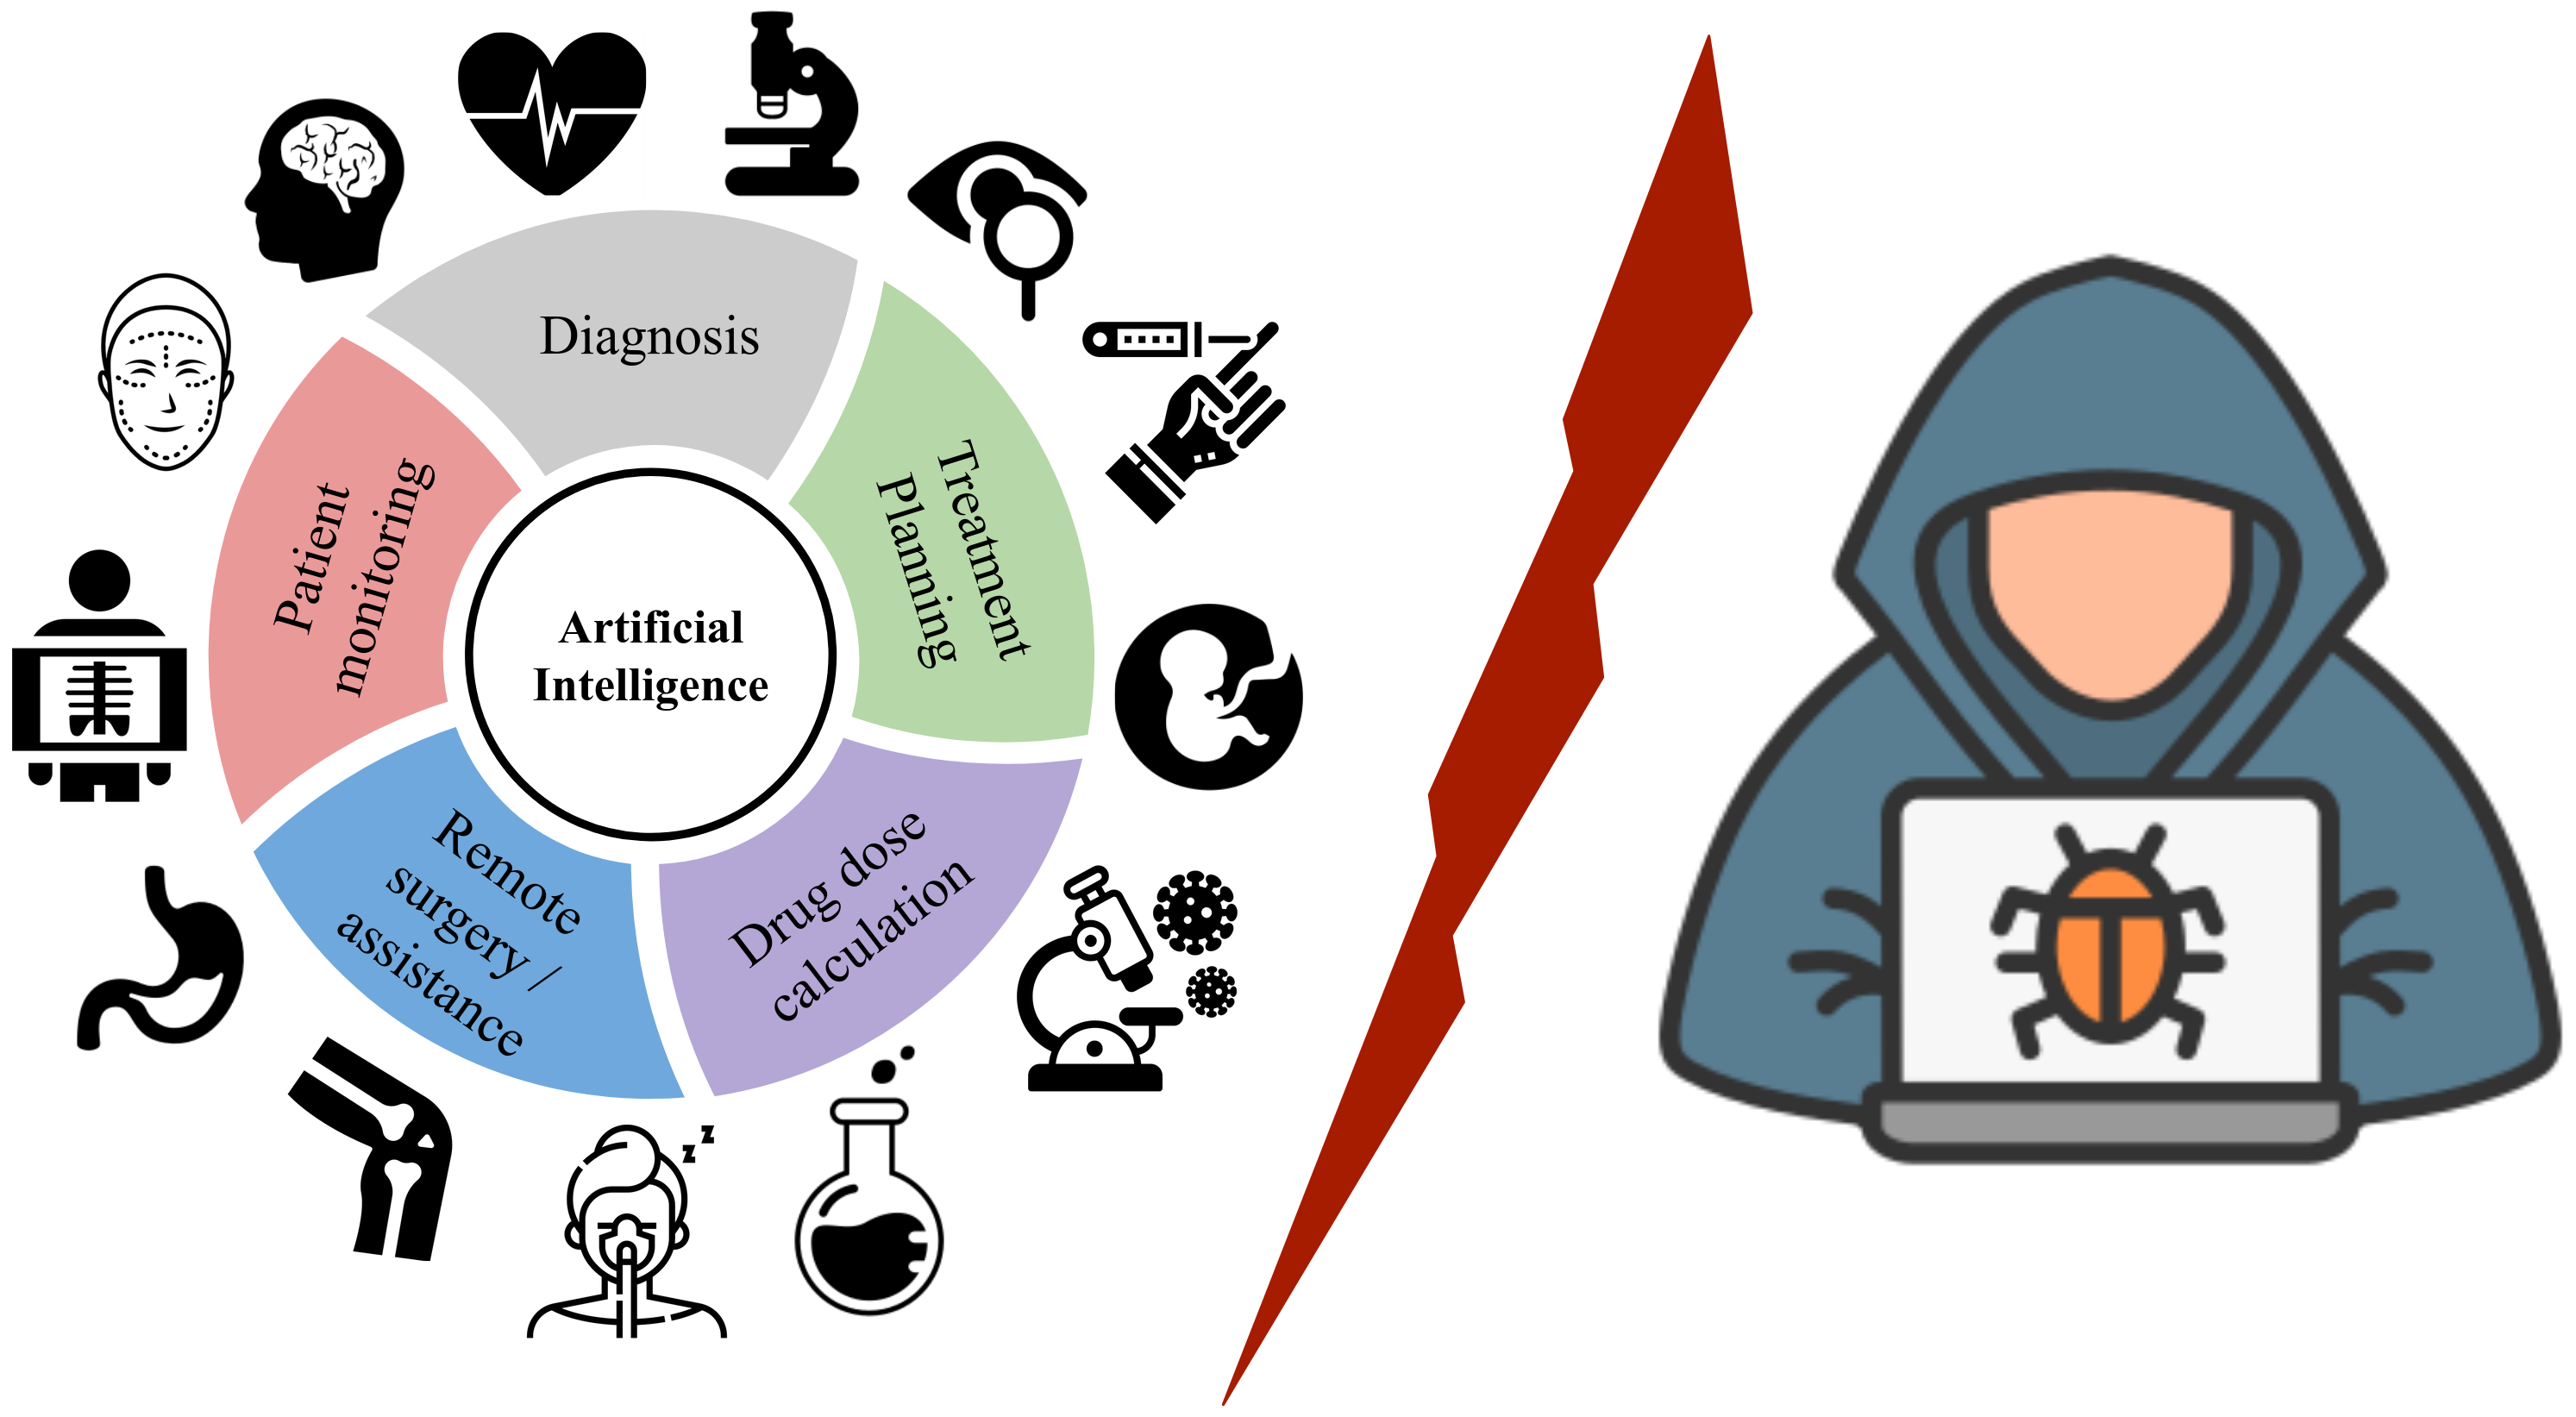 Diagnosis
Treatment
Planning
Drug dose
calculation
Remote
surgery /
assistance
Patient
monitoring
Artificial
Intelligence
z
z